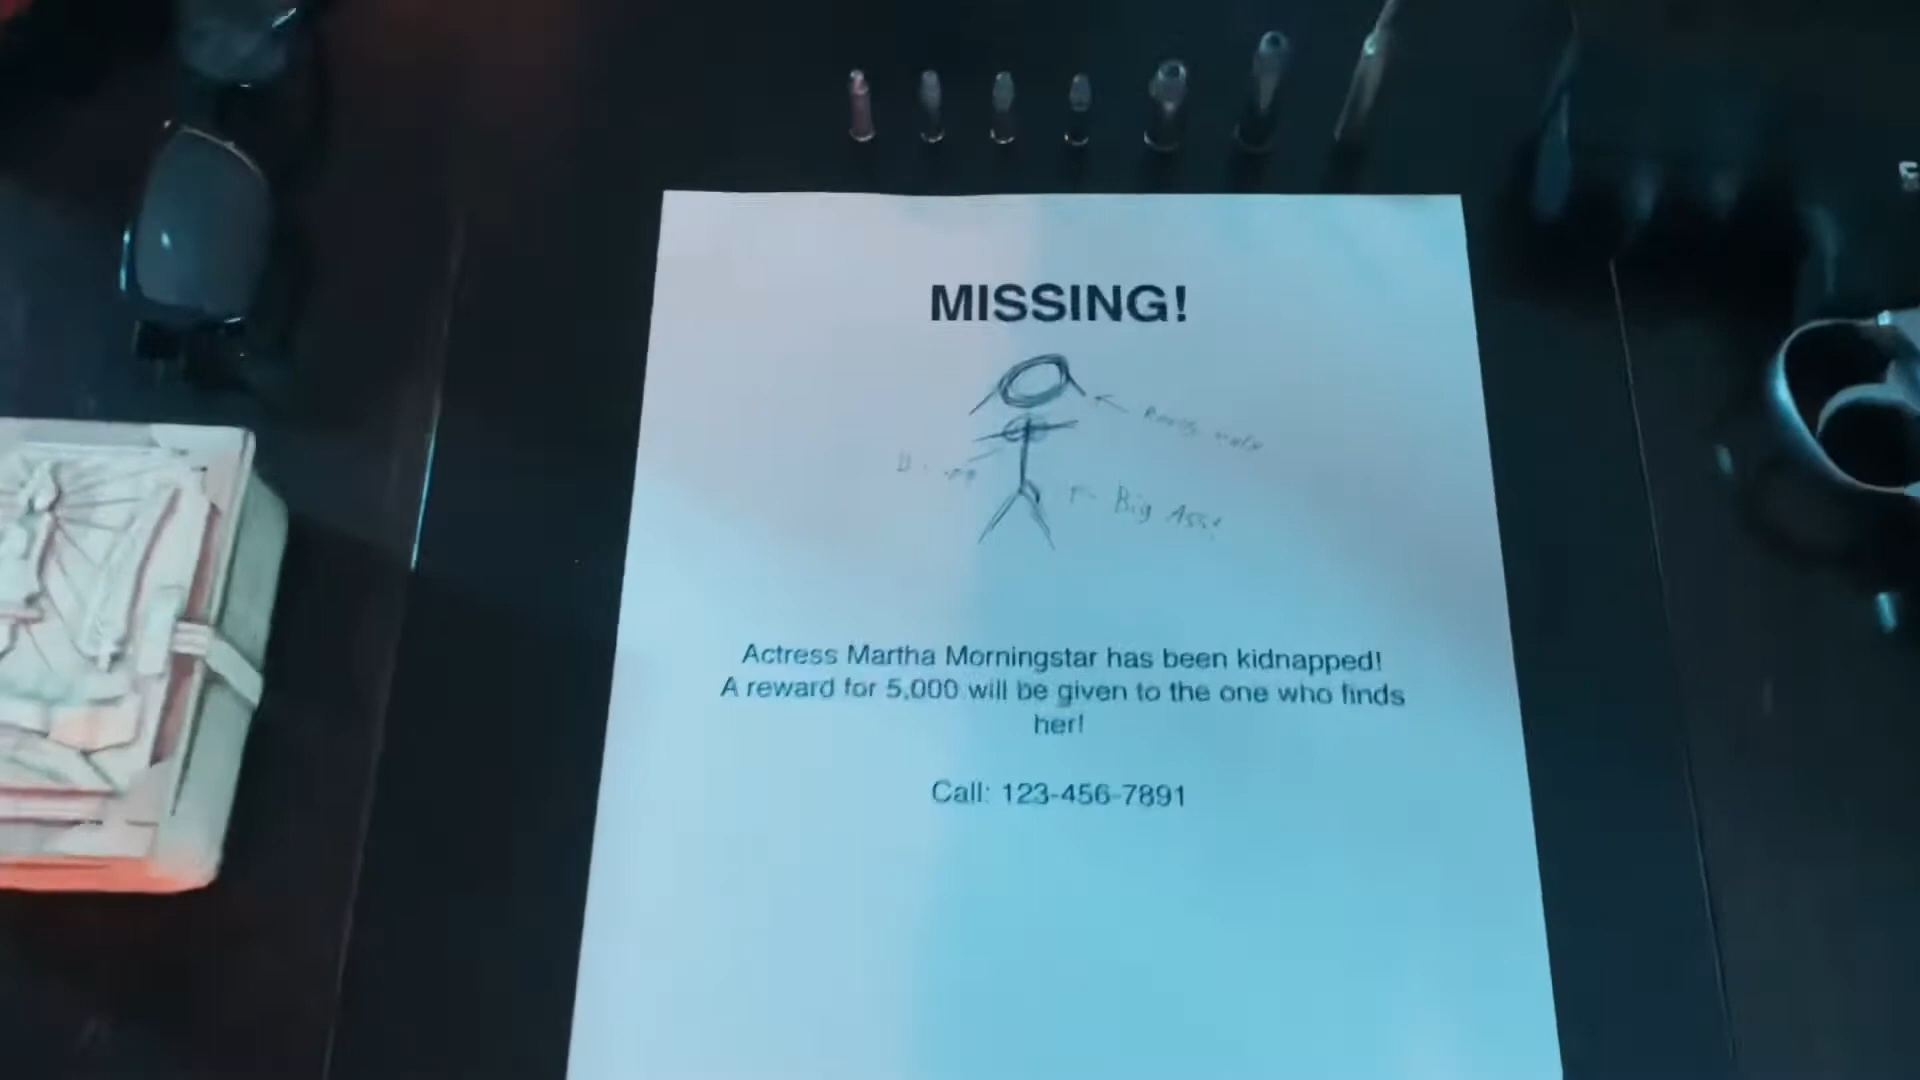 MISSING!
Big Ass!
Actress Martha Morningstar has been kidnapped!
A reward for 5,000 will be given to the one who finds
her!
Call: 123-456-7891